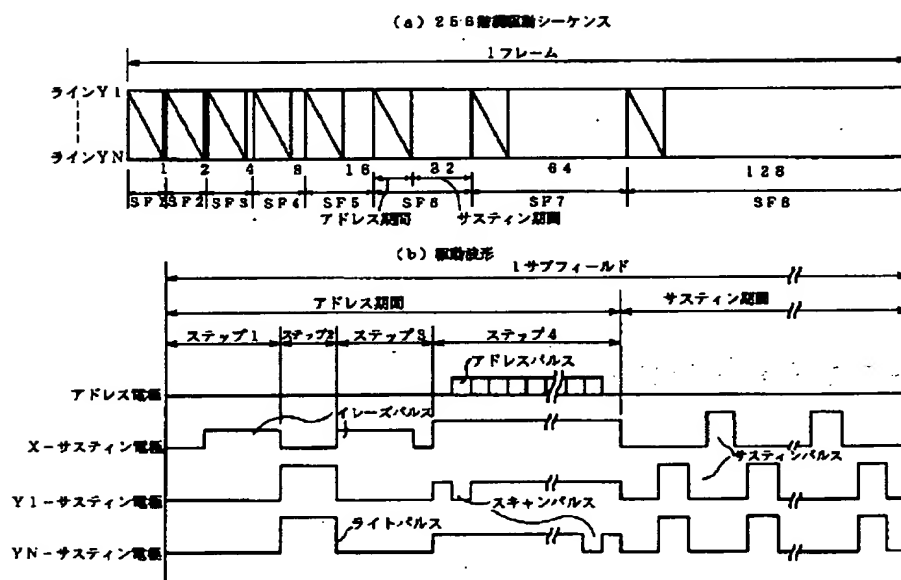 (a) 256階調駆動シーケンス
1フレーム
ラインY1
ラインYN
1 2 4 8 16 32 64 128
SF1 SF2 SF3 SF4 SF5 SF6 SF7 SF8
アドレス期間 サスティン期間
(b) 駆動波形
1サブフィールド
アドレス期間 サスティン期間
ステップ1 ステップ2 ステップ3 ステップ4
アドレスパルス
アドレス電極
イレーズパルス
X-サスティン電極
サスティンパルス
Y1-サスティン電極
スキャンパルス
ライトパルス
YN-サスティン電極